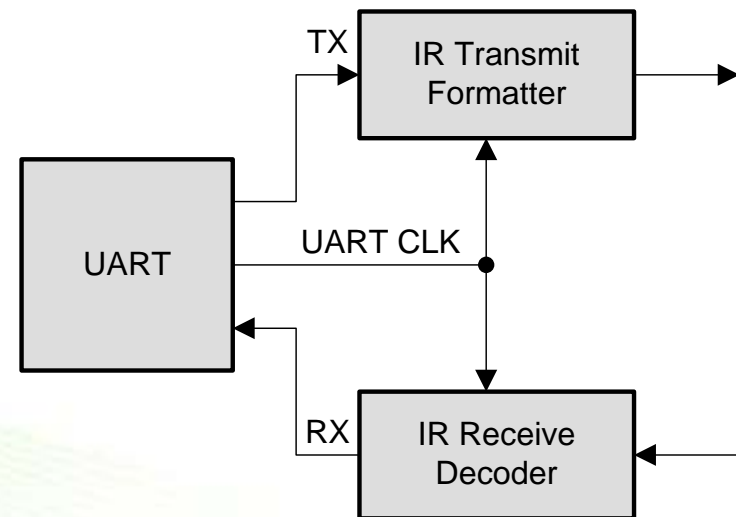 TX
IR Transmit
Formatter
UART
UART CLK
RX
IR Receive
Decoder